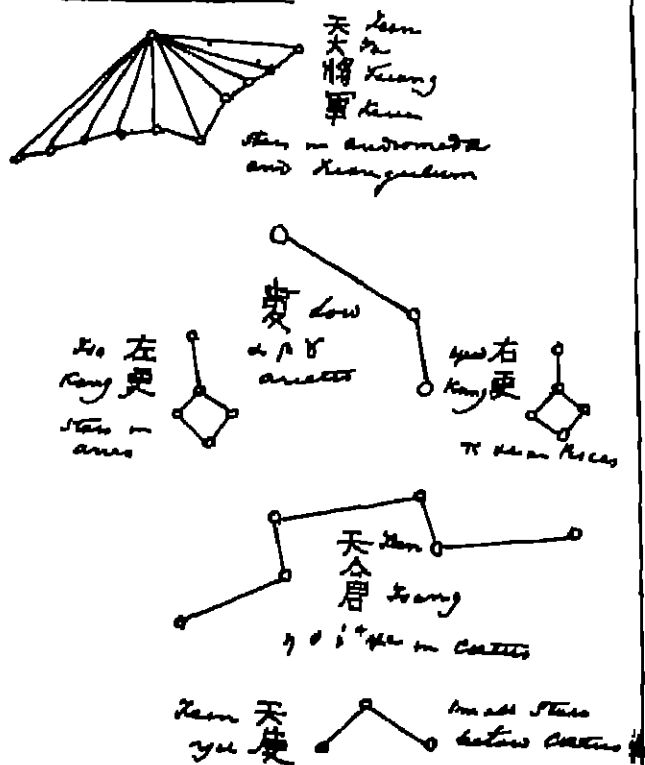 天 Teen
大 Ta
將 Tseang
軍 Keun
Stars in Andromeda
and Triangulum
婁 Low
α β γ
Arietis
Tso 左
Kang 更
Stars in
Aries
Yew 右
Kang 更
π in Pisces
天 Teen
倉 Tsang
in Cetus
Teen 天
Yu 庾
Small Stars
below Cetus